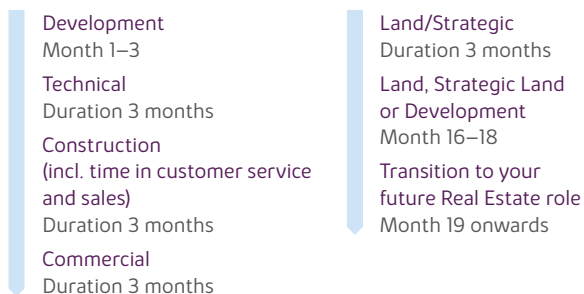 Development
Month 1–3
Technical
Duration 3 months
Construction
(incl. time in customer service
and sales)
Duration 3 months
Commercial
Duration 3 months
Land/Strategic
Duration 3 months
Land, Strategic Land
or Development
Month 16–18
Transition to your
future Real Estate role
Month 19 onwards